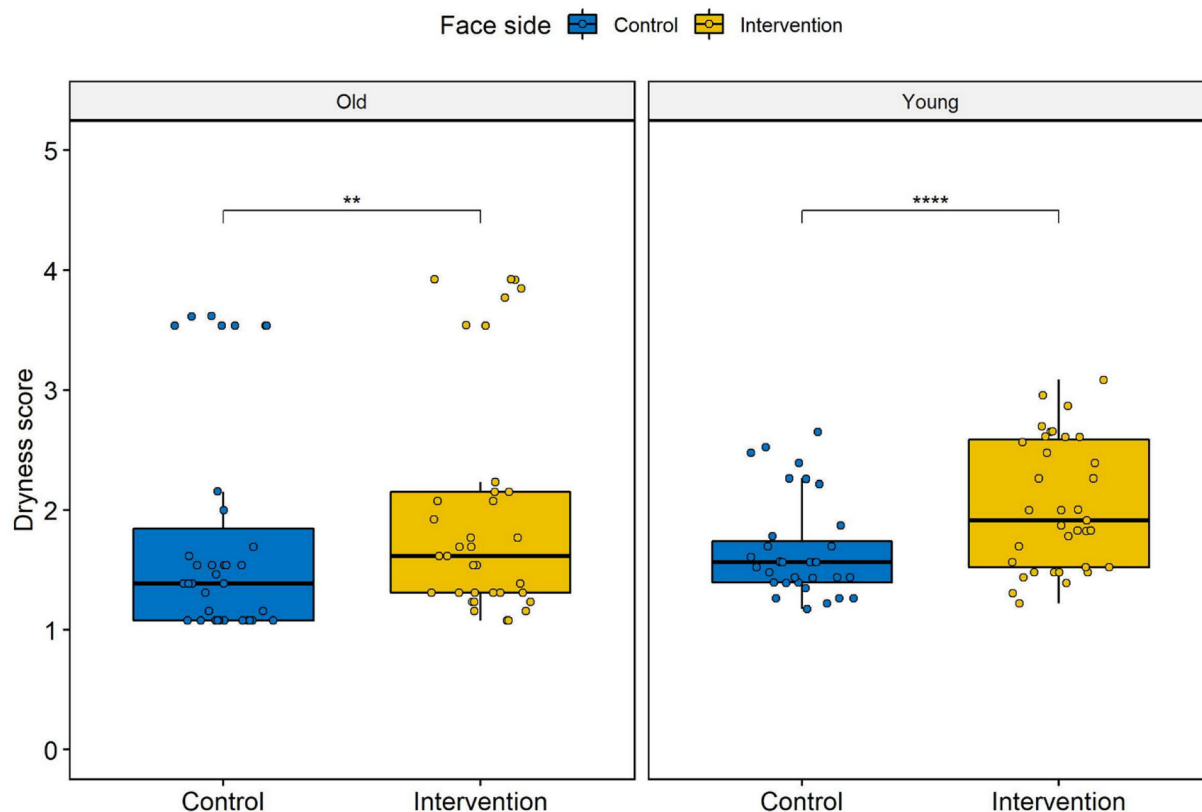 Face side Control Intervention
Old Young
Dryness score
5
4
3
2
1
0
** ****
Control Intervention Control Intervention